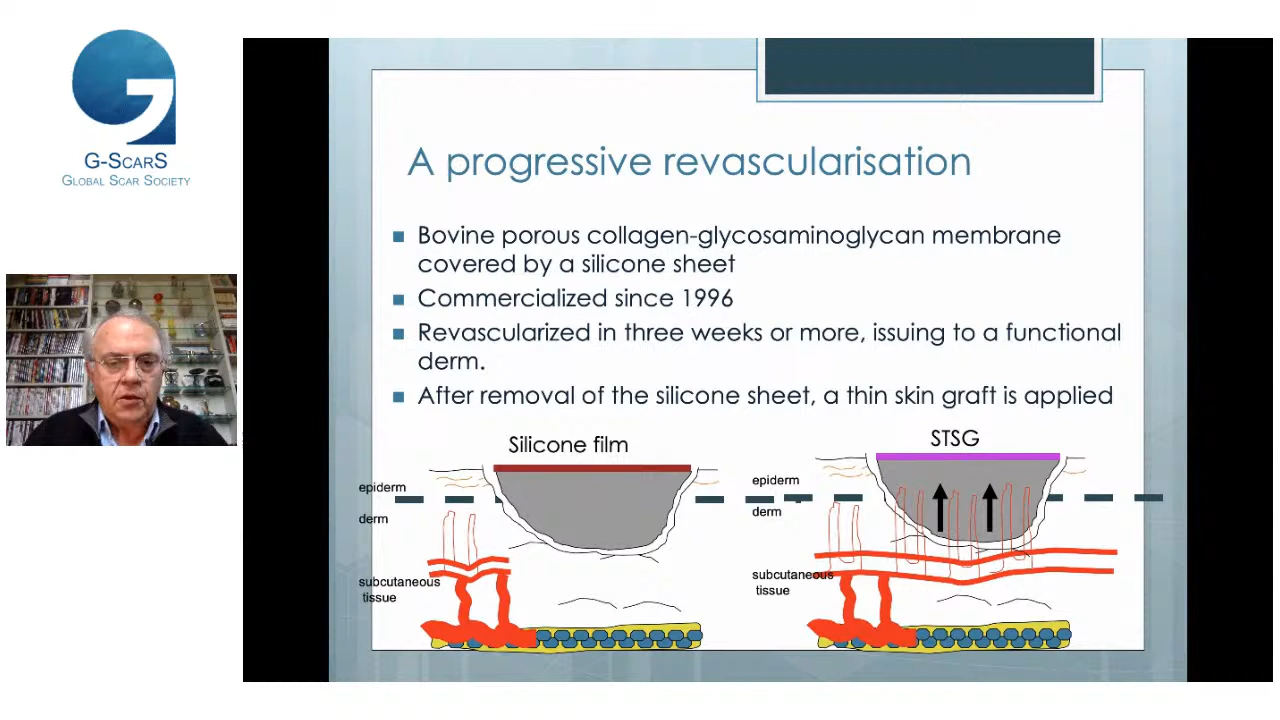 G-SCARS
GLOBAL SCAR SOCIETY
A progressive revascularisation
Bovine porous collagen-glycosaminoglycan membrane
covered by a silicone sheet
Commercialized since 1996
Revascularized in three weeks or more, issuing to a functional
derm.
After removal of the silicone sheet, a thin skin graft is applied
Silicone film
epiderm
derm
subcutaneous
tissue
STSG
epiderm
derm
subcutaneous
tissue